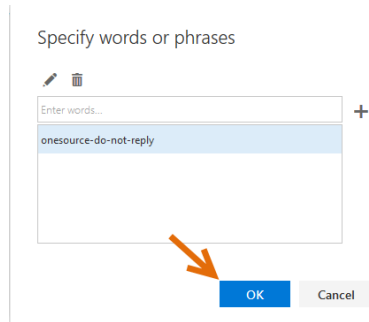 Specify words or phrases
Enter words...
onesource-do-not-reply
OK Cancel